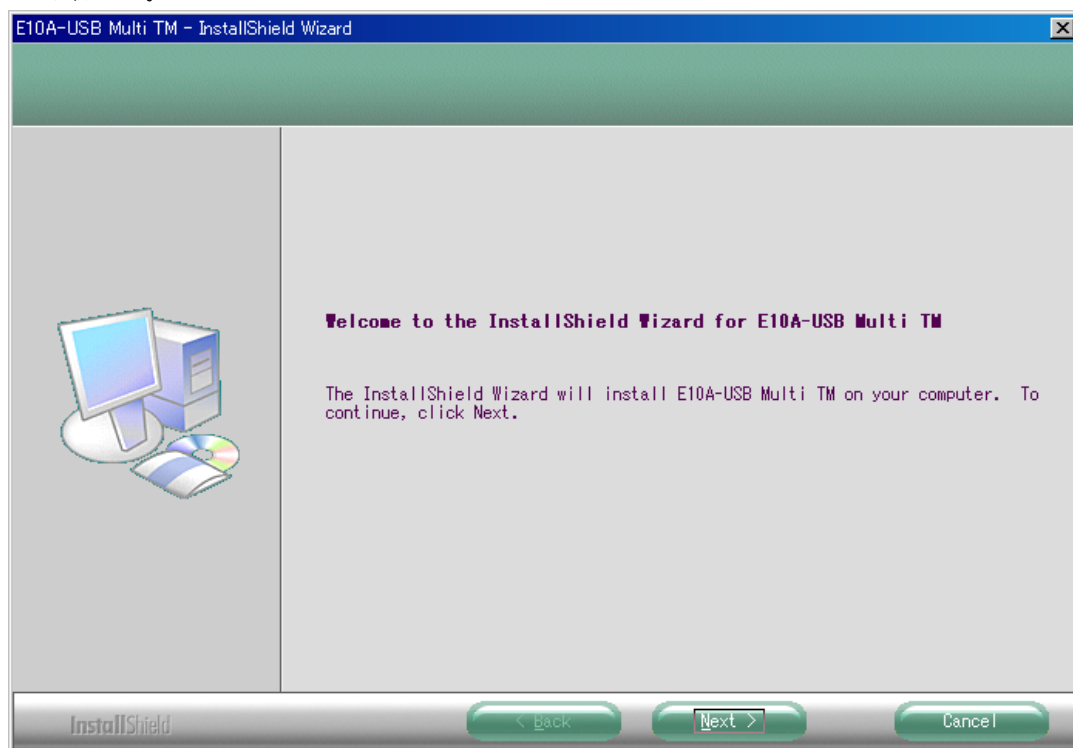 E10A-USB Multi TM - InstallShield Wizard
Welcome to the InstallShield Wizard for E10A-USB Multi TM
The InstallShield Wizard will install E10A-USB Multi TM on your computer. To
continue, click Next.
InstallShield
< Back
Next >
Cancel